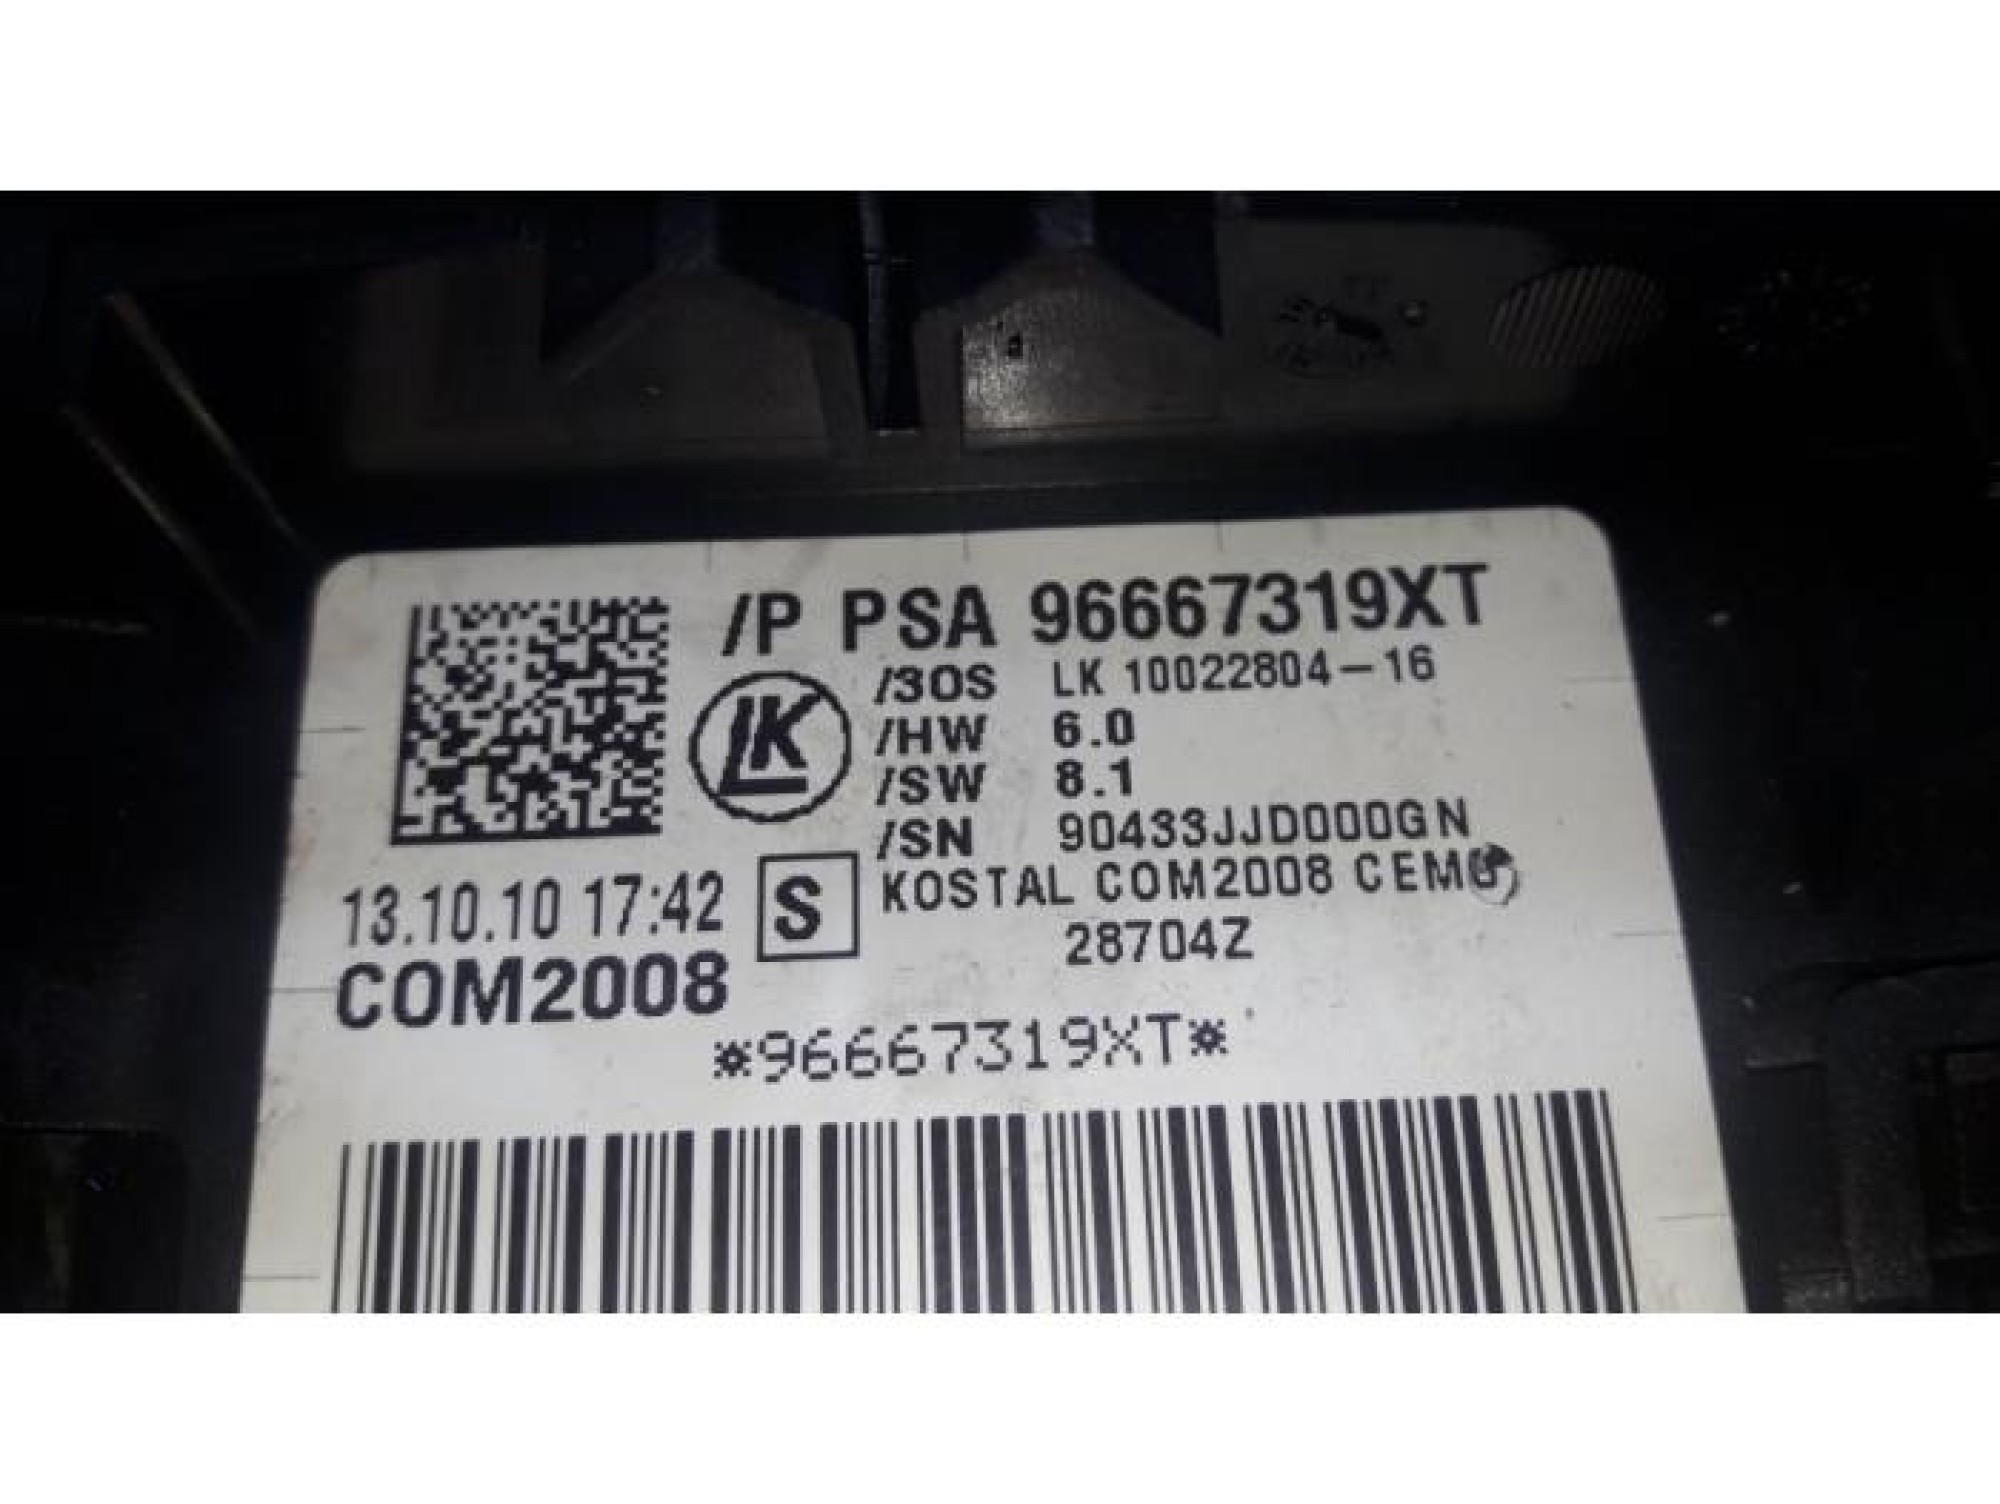 /P PSA 96667319XT
/3OS LK 10022804-16
LK
/HW 6.0
/SW 8.1
/SN 90433JJD000GN
KOSTAL COM2008
28704Z
13.10.10 17:42
S
COM2008
*96667319XT*